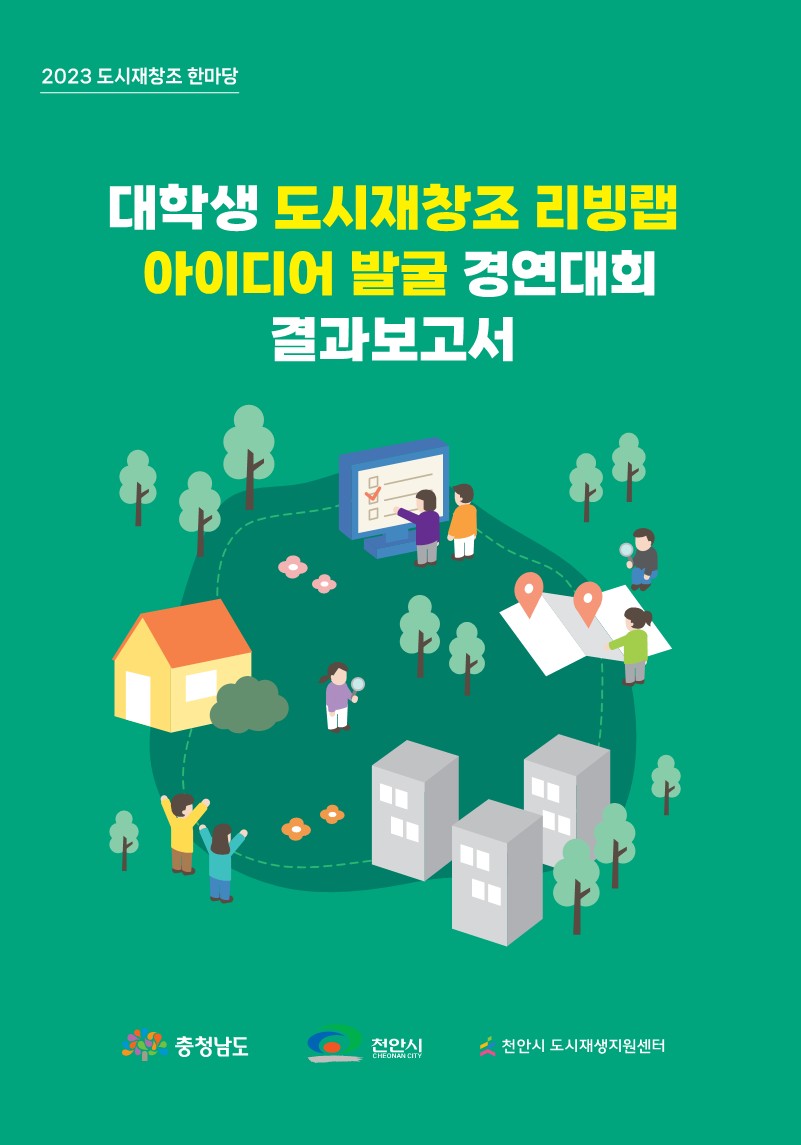 2023 도시재창조 한마당
대학생 도시재창조 리빙랩
아이디어 발굴 경연대회
결과보고서
충청남도
천안시
CHEONAN CITY
천안시 도시재생지원센터